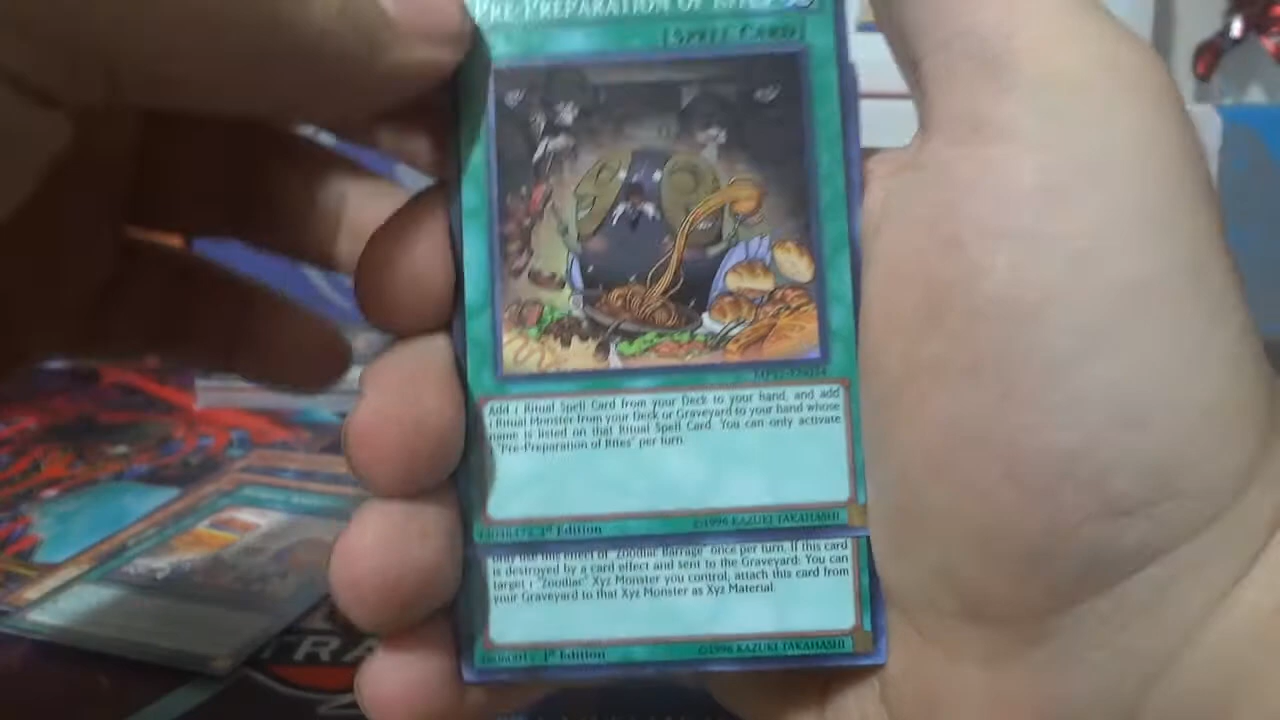 PRE-PREPARATION OF RITES
[SPELL CARD]
Add 1 Ritual Spell Card from your Deck to your hand, and add
1 Ritual Monster from your Deck or Graveyard to your hand whose
name is listed on that Ritual Spell Card. You can only activate
1 "Pre-Preparation of Rites" per turn.
1st Edition
©1996 KAZUKI TAKAHASHI
only use this effect of "Zoodiac Barrage" once per turn. If this card
is destroyed by a card effect and sent to the Graveyard: You can
target 1 "Zoodiac" Xyz Monster you control, attach this card from
your Graveyard to that Xyz Monster as Xyz Material.
1st Edition
©1996 KAZUKI TAKAHASHI
TRA